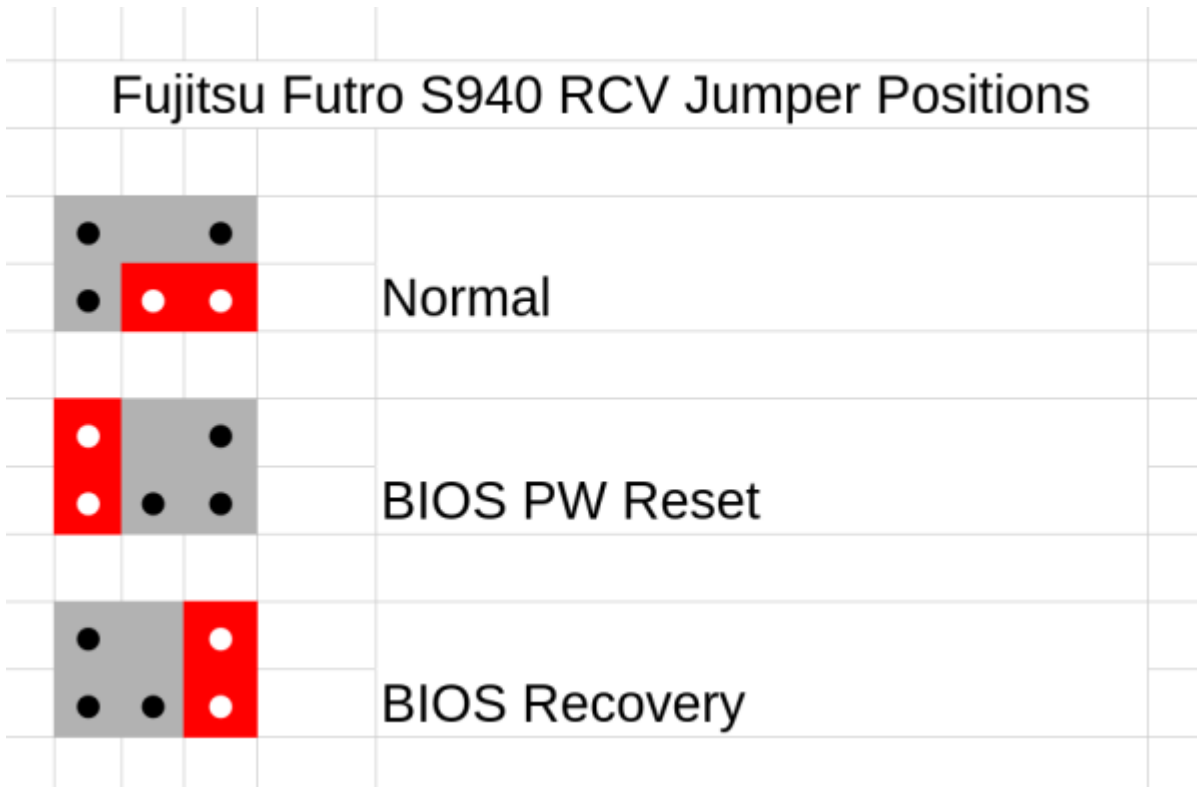 Fujitsu Futro S940 RCV Jumper Positions
Normal
BIOS PW Reset
BIOS Recovery